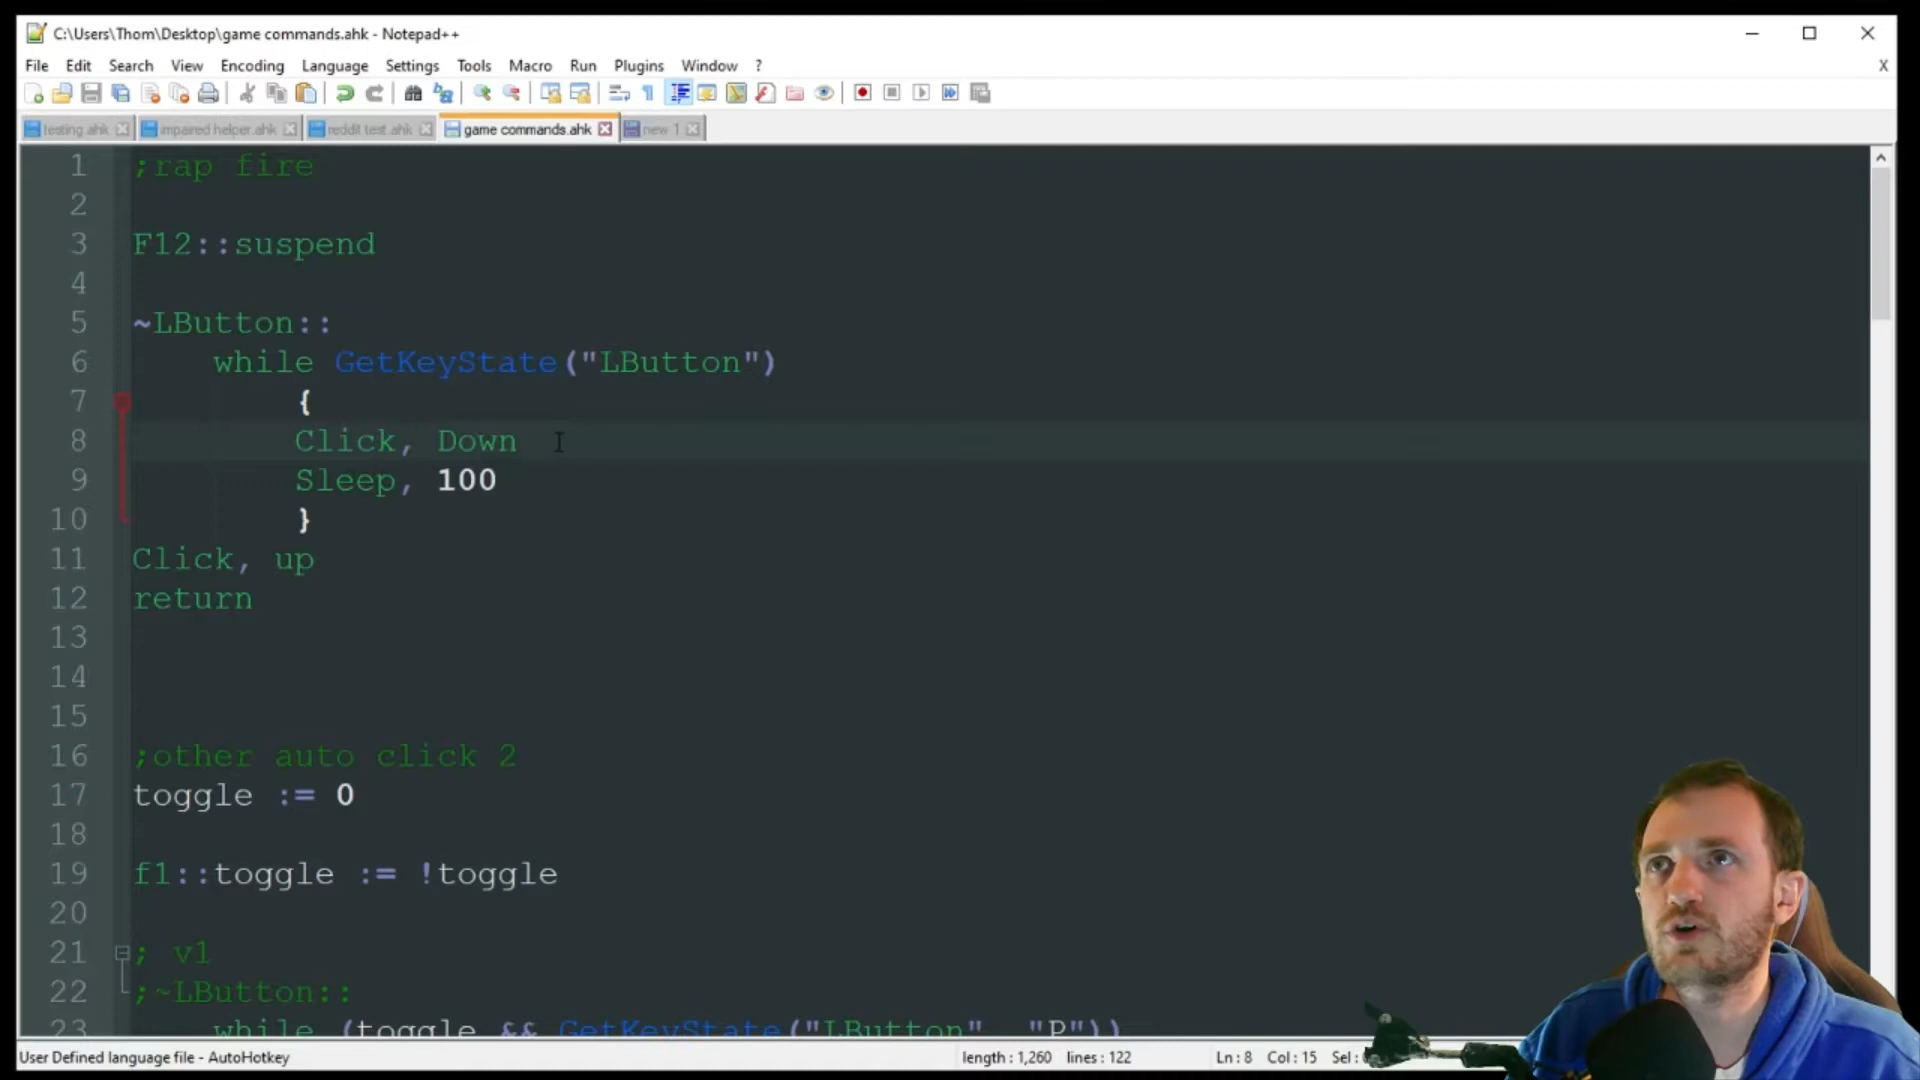 C:\Users\Thom\Desktop\game commands.ahk - Notepad++
File Edit Search View Encoding Language Settings Tools Macro Run Plugins Window ? X
testing.ahk impaired helper.ahk reddit test.ahk game commands.ahk new 1
1 ;rap fire
2
3 F12::suspend
4
5 ~LButton::
6 while GetKeyState("LButton")
7 {
8 Click, Down
9 Sleep, 100
10 }
11 Click, up
12 return
13
14
15
16 ;other auto click 2
17 toggle := 0
18
19 f1::toggle := !toggle
20
21 ; v1
22 ;~LButton::
23 while (toggle && GetKeyState("LButton", "P"))
User Defined language file - AutoHotkey length : 1,260 lines : 122 Ln : 8 Col : 15 Sel :